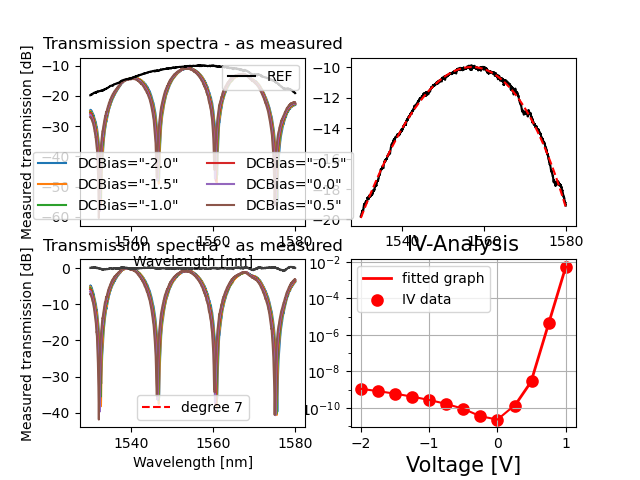 Transmission spectra - as measured
Measured transmission [dB]
−10
−20
−30
−40
−60
REF
DCBias="-2.0"
DCBias="-1.5"
DCBias="-1.0"
DCBias="-0.5"
DCBias="0.0"
DCBias="0.5"
1540
1560
1580
Wavelength [nm]
−10
−12
−14
−18
−20
1540
1560
1580
Transmission spectra - as measured
Measured transmission [dB]
0
−10
−20
−30
−40
degree 7
1540
1560
1580
Wavelength [nm]
IV-Analysis
10−2
10−4
10−6
10−8
10−10
fitted graph
IV data
−2
−1
0
1
Voltage [V]